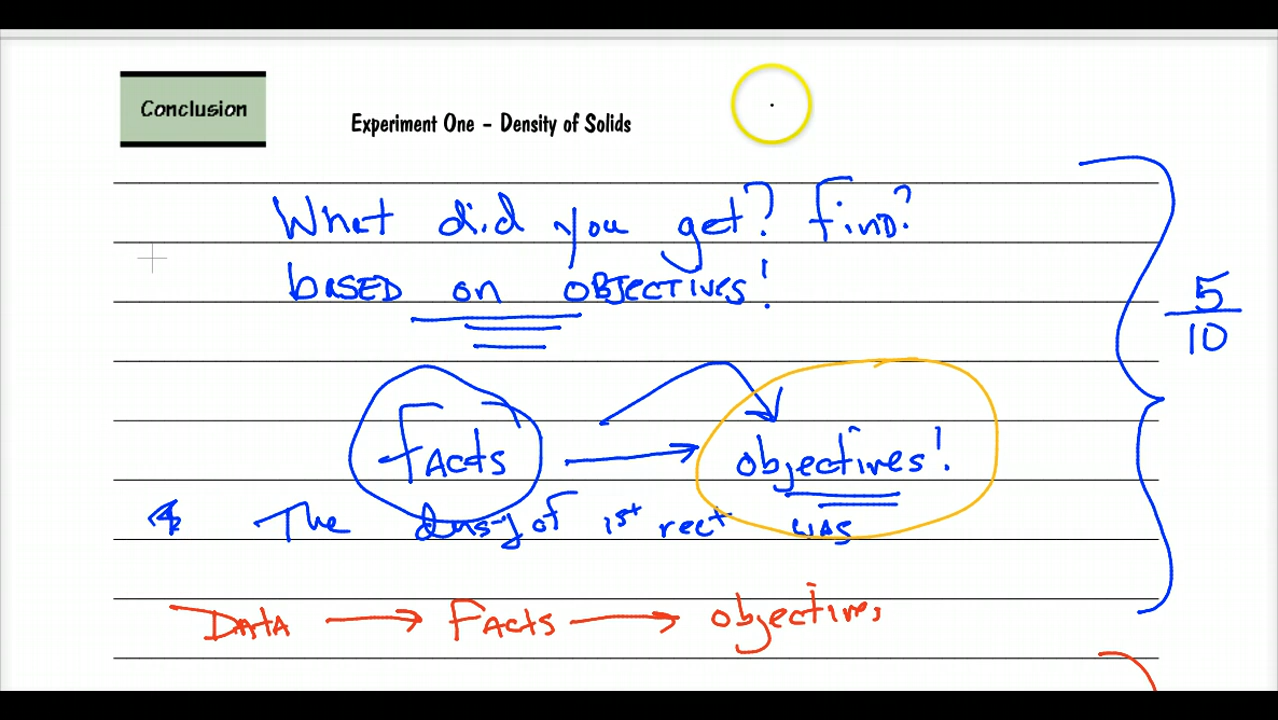 Conclusion
Experiment One – Density of Solids
What did you get? Find?
BASED on OBJECTIVES!
5/10
FActs → objectives!
The density of 1st rect was
DATA → FActs → objectives